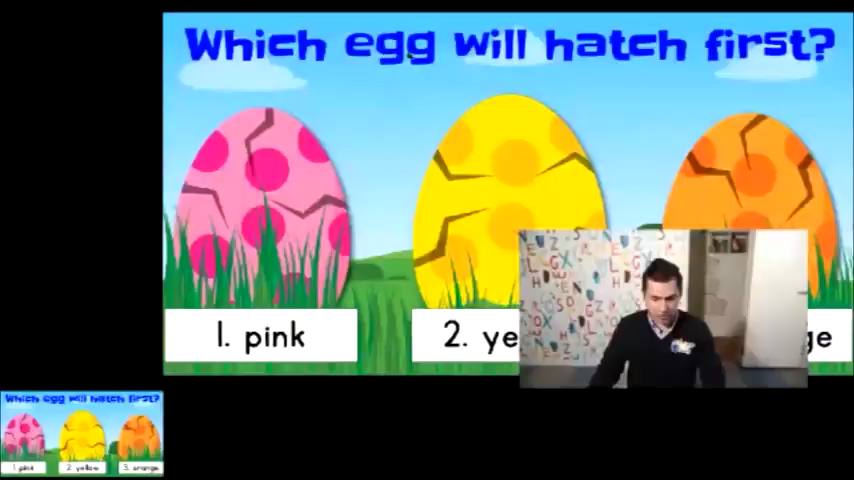 Which egg will hatch first?
1. pink
2. ye
ge
Which egg will hatch first?
1. pink
2. yellow
3. orange